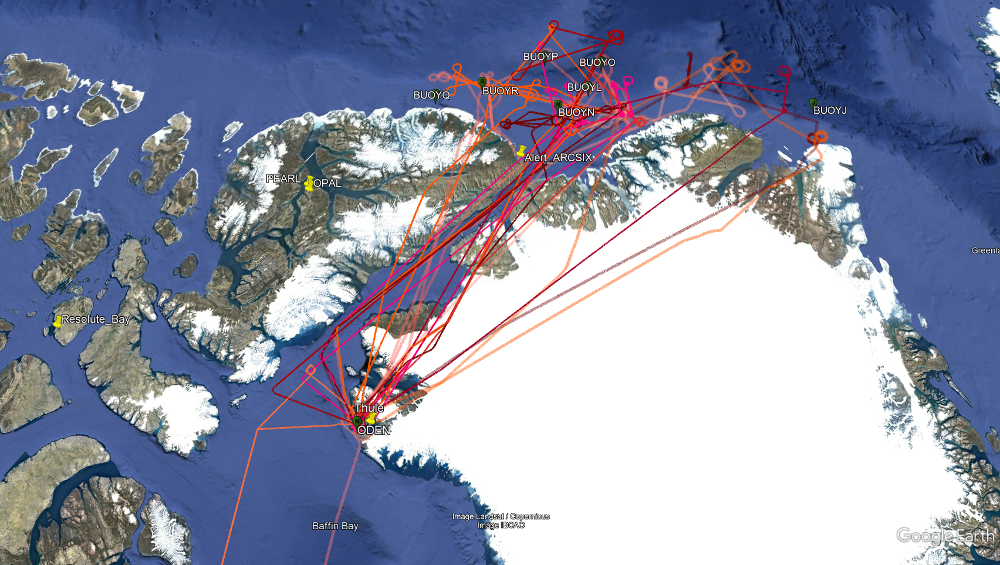 BUOYP
BUOYO
BUOYL
BUOYR
BUOYQ
BUOYN
BUOYJ
Alert_ARCSIX
PEARL
OPAL
Greenla
Resolute_Bay
Thule
ODEN
Baffin Bay
Image Landsat / Copernicus
Image IBCAO
Google Earth
R
N
J
N